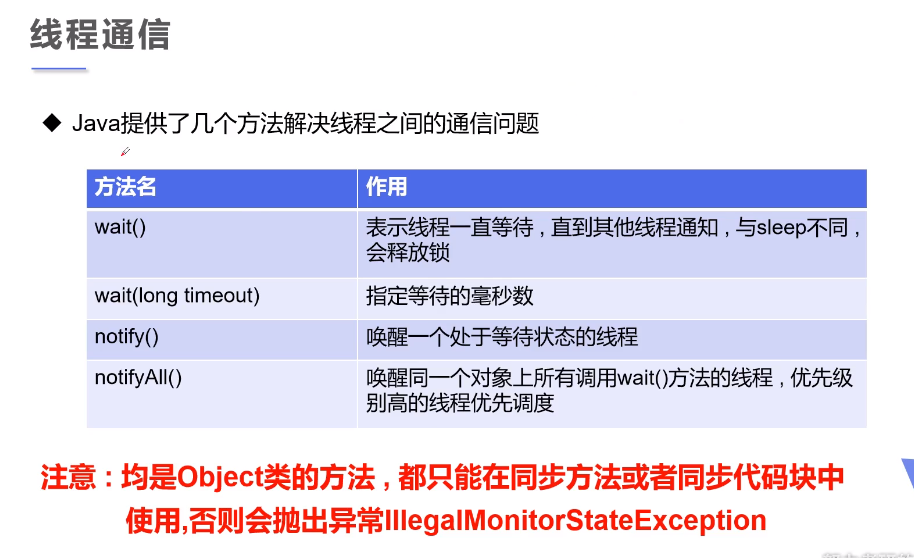 线程通信
◆ Java提供了几个方法解决线程之间的通信问题
方法名 作用
wait() 表示线程一直等待,直到其他线程通知,与sleep不同,
会释放锁
wait(long timeout) 指定等待的毫秒数
notify() 唤醒一个处于等待状态的线程
notifyAll() 唤醒同一个对象上所有调用wait()方法的线程,优先级
别高的线程优先调度
注意:均是Object类的方法,都只能在同步方法或者同步代码块中
使用,否则会抛出异常IllegalMonitorStateException